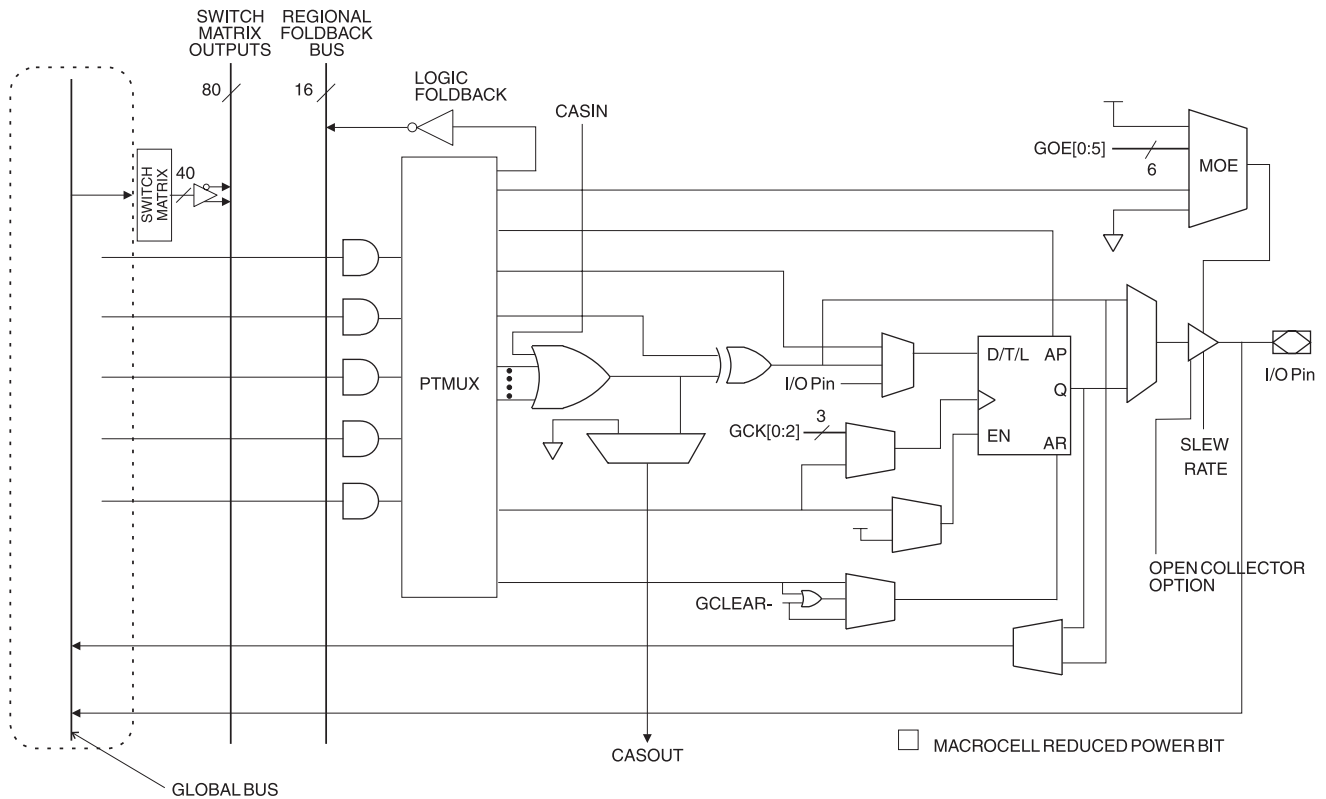 SWITCH
MATRIX
OUTPUTS
REGIONAL
FOLDBACK
BUS
80
16
LOGIC
FOLDBACK
CASIN
GOE[0:5]
6
MOE
SWITCH
MATRIX
40
PTMUX
I/O Pin
D/T/L
AP
Q
EN
AR
GCK[0:2]
3
I/O Pin
SLEW
RATE
OPEN COLLECTOR
OPTION
GCLEAR-
CASOUT
MACROCELL REDUCED POWER BIT
GLOBAL BUS